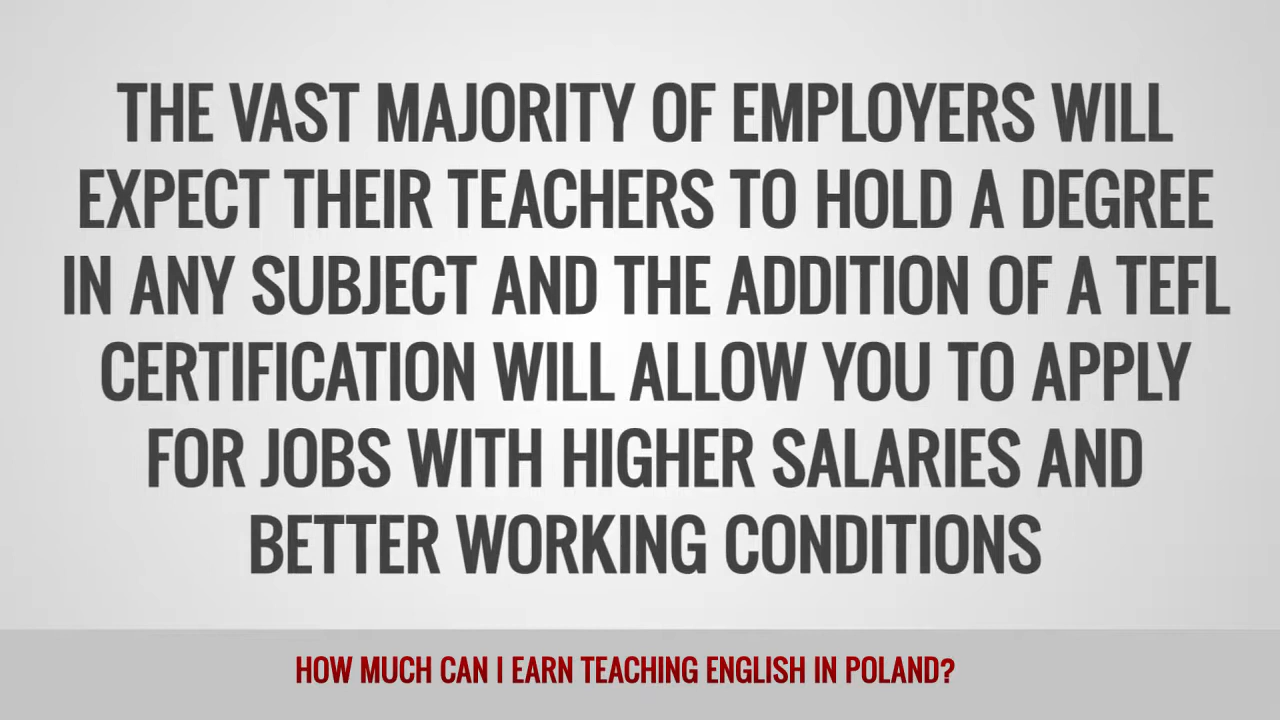 THE VAST MAJORITY OF EMPLOYERS WILL
EXPECT THEIR TEACHERS TO HOLD A DEGREE
IN ANY SUBJECT AND THE ADDITION OF A TEFL
CERTIFICATION WILL ALLOW YOU TO APPLY
FOR JOBS WITH HIGHER SALARIES AND
BETTER WORKING CONDITIONS
HOW MUCH CAN I EARN TEACHING ENGLISH IN POLAND?